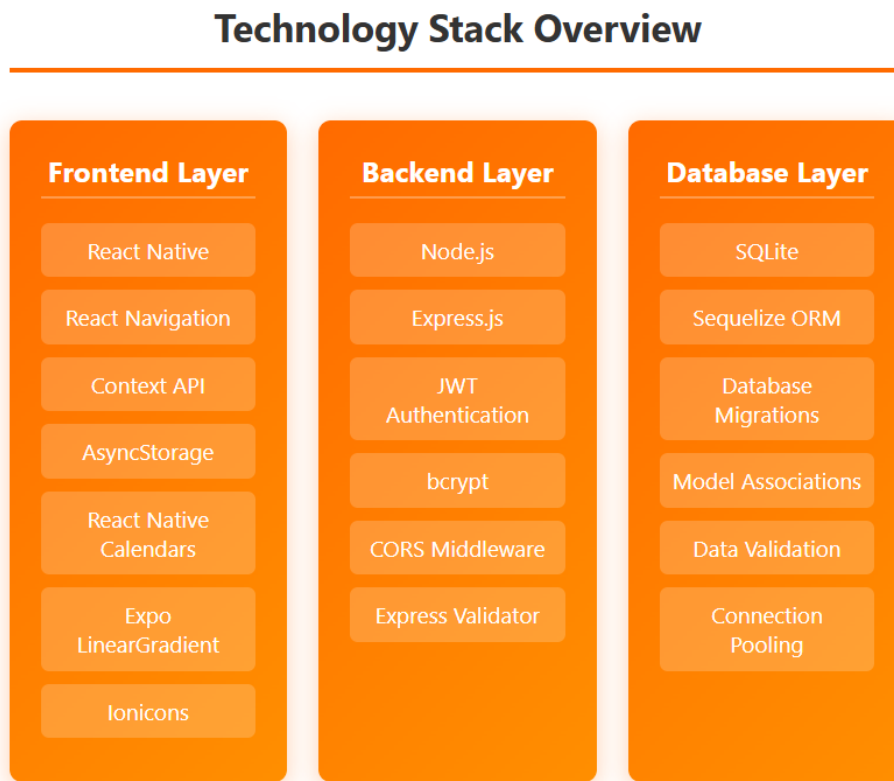 Technology Stack Overview
Frontend Layer
React Native
React Navigation
Context API
AsyncStorage
React Native
Calendars
Expo
LinearGradient
Ionicons
Backend Layer
Node.js
Express.js
JWT
Authentication
bcrypt
CORS Middleware
Express Validator
Database Layer
SQLite
Sequelize ORM
Database
Migrations
Model Associations
Data Validation
Connection
Pooling